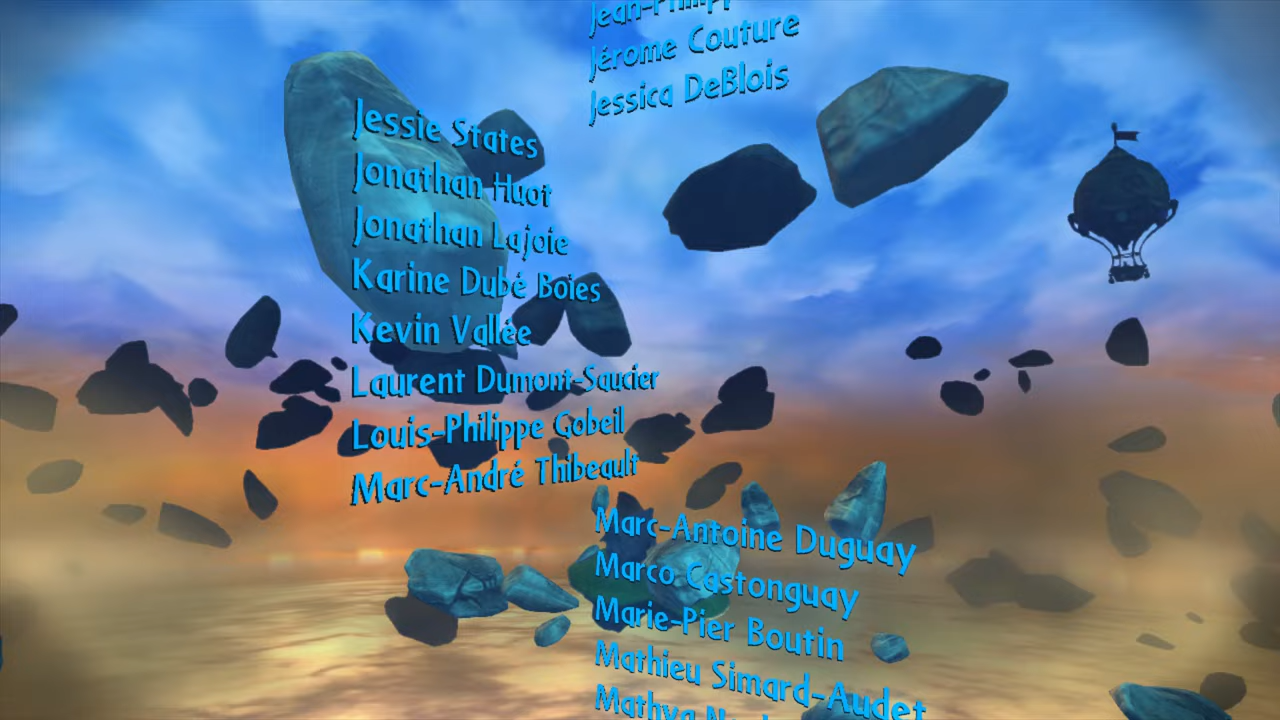 Jérome Couture
Jessica DeBlois
Jessie States
Jonathan Huot
Jonathan Lajoie
Karine Dubé Boies
Kevin Vallée
Laurent Dumont-Saucier
Louis-Philippe Gobeil
Marc-André Thibeault
Marc-Antoine Duguay
Marco Castonguay
Marie-Pier Boutin
Mathieu Simard-Audet